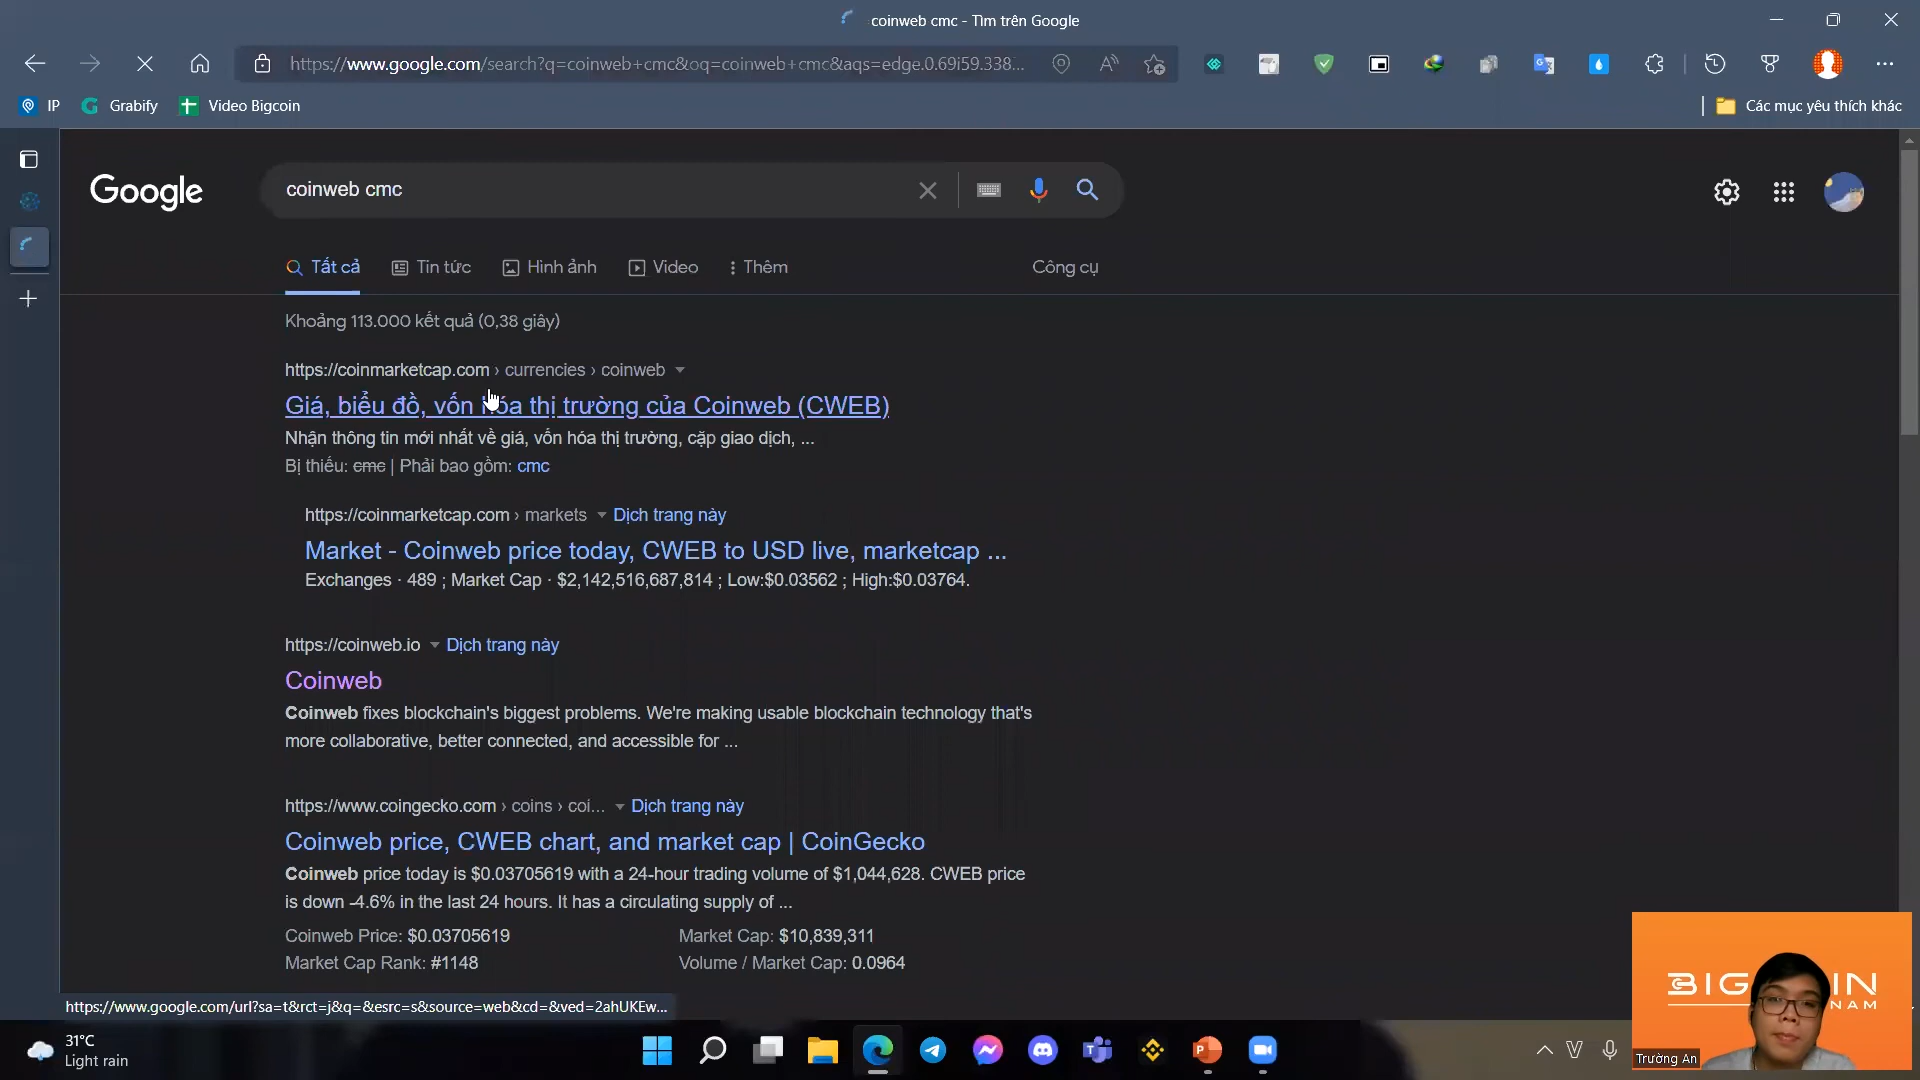 coinweb cmc - Tìm trên Google
https://www.google.com/search?q=coinweb+cmc&oq=coinweb+cmc&aqs=edge.0.69i59.338...
IP
Grabify
Video Bigcoin
Các mục yêu thích khác
Google
coinweb cmc
Tất cả
Tin tức
Hình ảnh
Video
Thêm
Công cụ
Khoảng 113.000 kết quả (0,38 giây)
https://coinmarketcap.com › currencies › coinweb
Giá, biểu đồ, vốn hóa thị trường của Coinweb (CWEB)
Nhận thông tin mới nhất về giá, vốn hóa thị trường, cặp giao dịch, ...
Bị thiếu: cmc | Phải bao gồm: cmc
https://coinmarketcap.com › markets Dịch trang này
Market - Coinweb price today, CWEB to USD live, marketcap ...
Exchanges · 489 ; Market Cap · $2,142,516,687,814 ; Low:$0.03562 ; High:$0.03764.
https://coinweb.io Dịch trang này
Coinweb
Coinweb fixes blockchain's biggest problems. We're making usable blockchain technology that's
more collaborative, better connected, and accessible for ...
https://www.coingecko.com › coins › coi... Dịch trang này
Coinweb price, CWEB chart, and market cap | CoinGecko
Coinweb price today is $0.03705619 with a 24-hour trading volume of $1,044,628. CWEB price
is down -4.6% in the last 24 hours. It has a circulating supply of ...
Coinweb Price: $0.03705619
Market Cap: $10,839,311
Market Cap Rank: #1148
Volume / Market Cap: 0.0964
https://www.google.com/url?sa=t&rct=j&q=&esrc=s&source=web&cd=&ved=2ahUKEw...
31°C
Light rain
V
Trường An